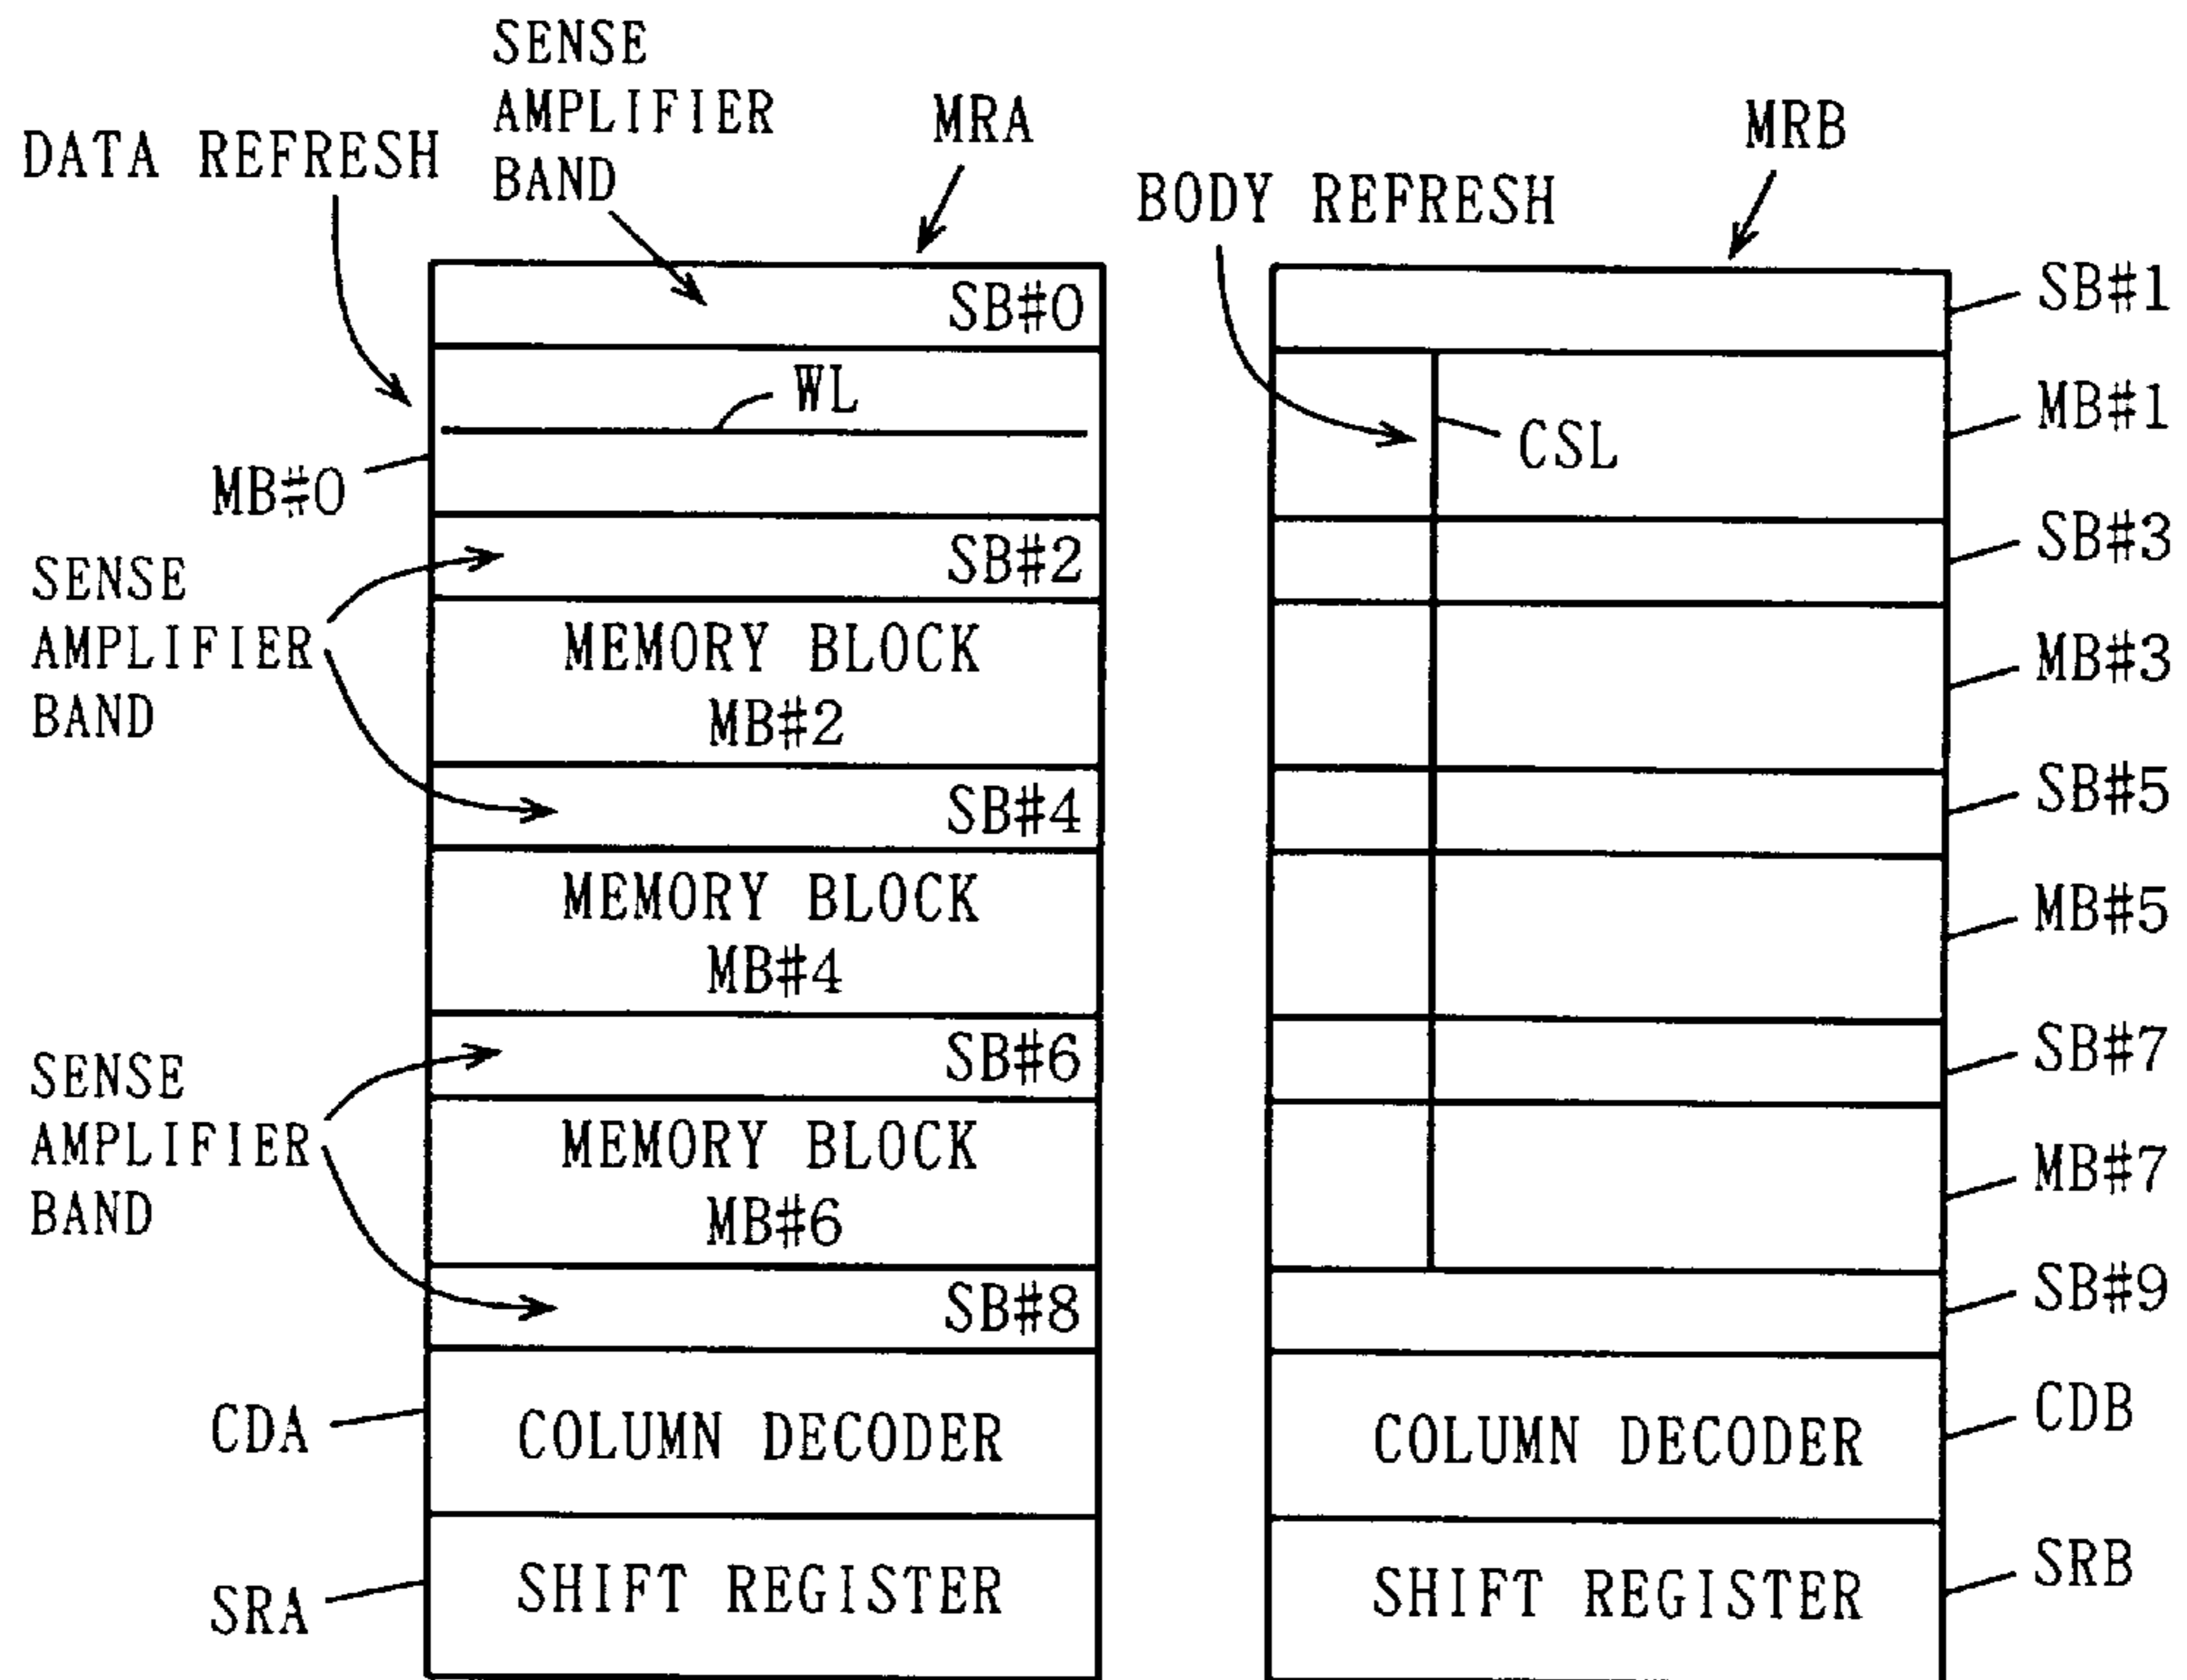 SENSE
AMPLIFIER
BAND
MRA
MRB
DATA REFRESH
BODY REFRESH
SB#0
SB#1
WL
MB#1
CSL
MB#0
SB#2
SB#3
SENSE
AMPLIFIER
BAND
MEMORY BLOCK
MB#2
MB#3
SB#4
SB#5
MEMORY BLOCK
MB#4
MB#5
SB#6
SB#7
SENSE
AMPLIFIER
BAND
MEMORY BLOCK
MB#6
MB#7
SB#8
SB#9
CDA
COLUMN DECODER
COLUMN DECODER
CDB
SRA
SHIFT REGISTER
SHIFT REGISTER
SRB